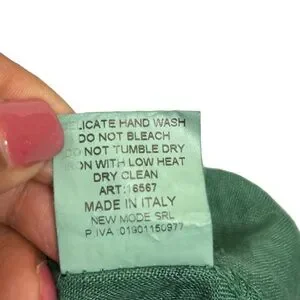 ELICATE HAND WASH
DO NOT BLEACH
DO NOT TUMBLE DRY
ON WITH LOW HEAT
DRY CLEAN
ART:16567
MADE IN ITALY
NEW MODE SRL
P.IVA 01901150977